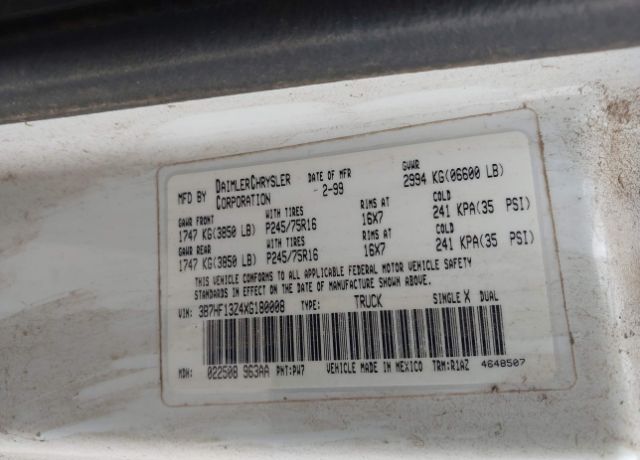 MFD BY DAIMLERCHRYSLER CORPORATION
DATE OF MFR 2-99
GVWR 2994 KG(06600 LB)
GAWR FRONT WITH TIRES RIMS AT COLD
1747 KG(3850 LB) P245/75R16 16X7 241 KPA(35 PSI)
GAWR REAR WITH TIRES RIMS AT COLD
1747 KG(3850 LB) P245/75R16 16X7 241 KPA(35 PSI)
THIS VEHICLE CONFORMS TO ALL APPLICABLE FEDERAL MOTOR VEHICLE SAFETY
STANDARDS IN EFFECT ON THE DATE OF MANUFACTURE SHOWN ABOVE.
VIN: 3B7HF13Z4XG180008 TYPE: TRUCK SINGLE X DUAL
MDH: 022508 963AA PNT:PW7 VEHICLE MADE IN MEXICO TRM:R1AZ 4648507